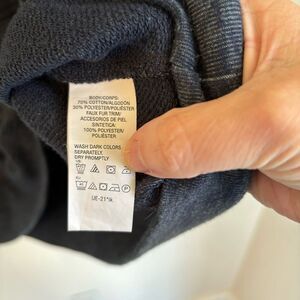 BODY/CORPS:
70% COTTON/ALGODÓN
30% POLYESTER/POLIÉSTER
FAUX FUR TRIM/
ACCESORIOS DE PIEL
SINTETICA:
100% POLYESTER/
POLIÉSTER
WASH DARK COLORS
SEPARATELY.
DRY PROMPTLY